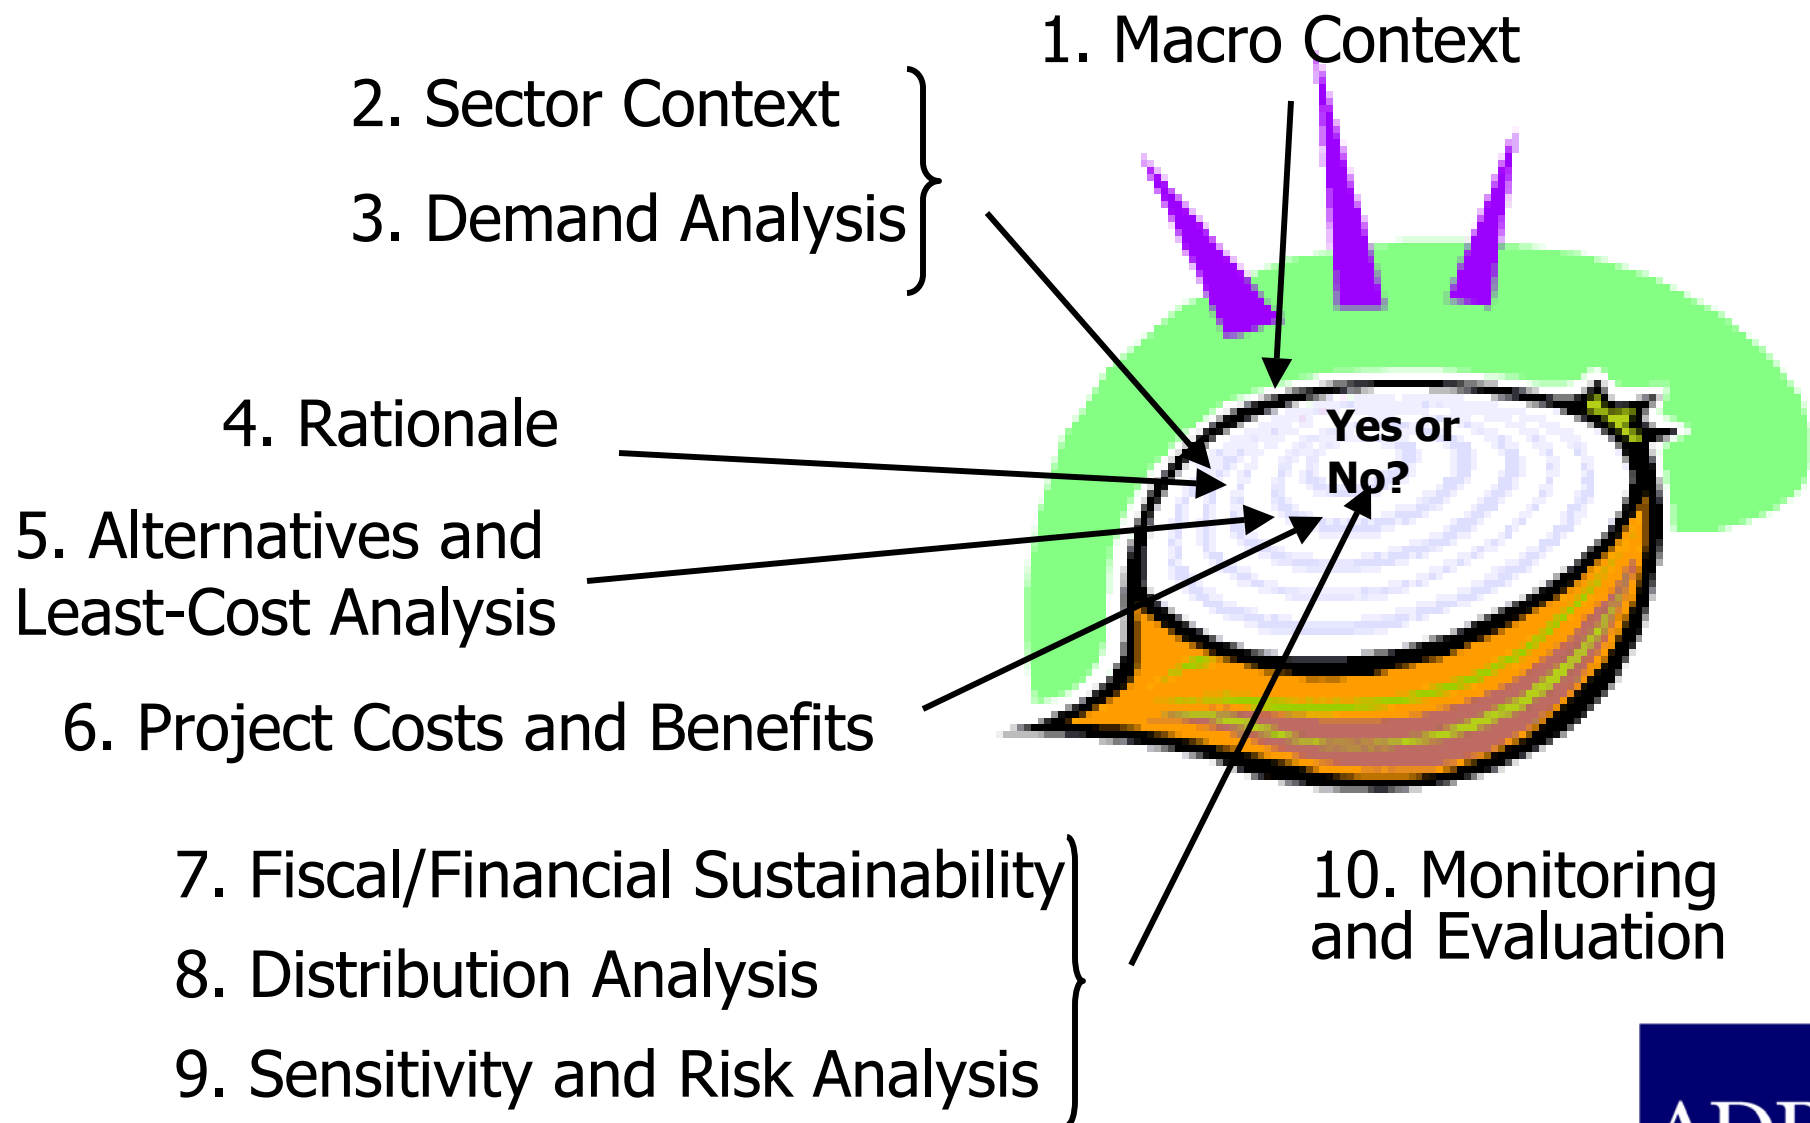 1. Macro Context
2. Sector Context
3. Demand Analysis
4. Rationale
Yes or
No?
5. Alternatives and
Least-Cost Analysis
6. Project Costs and Benefits
7. Fiscal/Financial Sustainability
8. Distribution Analysis
9. Sensitivity and Risk Analysis
10. Monitoring
and Evaluation